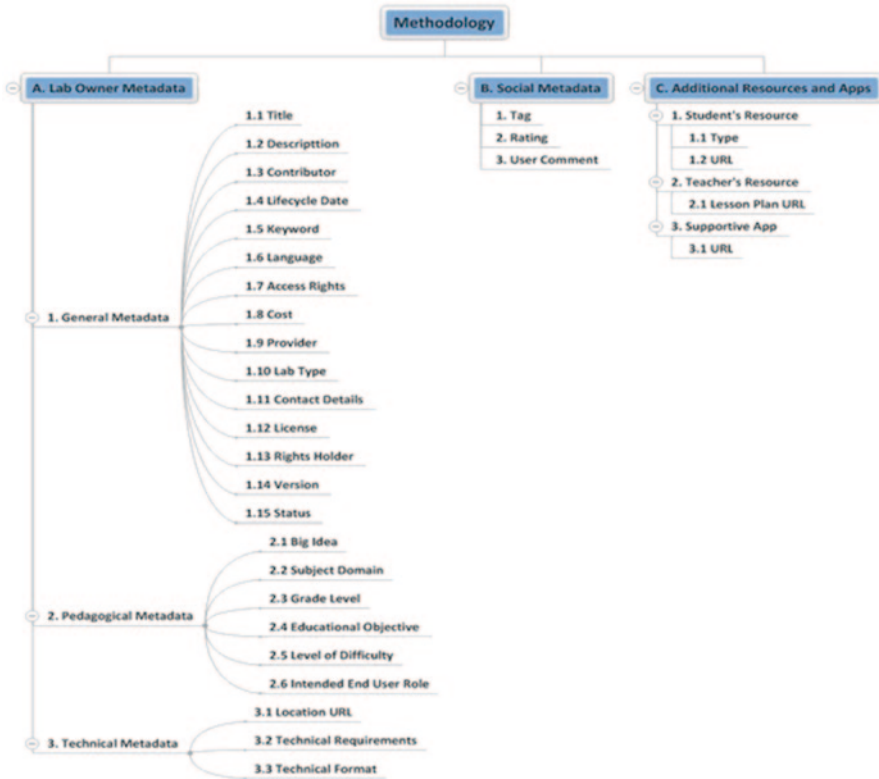 Methodology
A. Lab Owner Metadata
1. General Metadata
1.1 Title
1.2 Descripttion
1.3 Contributor
1.4 Lifecycle Date
1.5 Keyword
1.6 Language
1.7 Access Rights
1.8 Cost
1.9 Provider
1.10 Lab Type
1.11 Contact Details
1.12 License
1.13 Rights Holder
1.14 Version
1.15 Status
2. Pedagogical Metadata
2.1 Big Idea
2.2 Subject Domain
2.3 Grade Level
2.4 Educational Objective
2.5 Level of Difficulty
2.6 Intended End User Role
3. Technical Metadata
3.1 Location URL
3.2 Technical Requirements
3.3 Technical Format
B. Social Metadata
1. Tag
2. Rating
3. User Comment
C. Additional Resources and Apps
1. Student's Resource
1.1 Type
1.2 URL
2. Teacher's Resource
2.1 Lesson Plan URL
3. Supportive App
3.1 URL